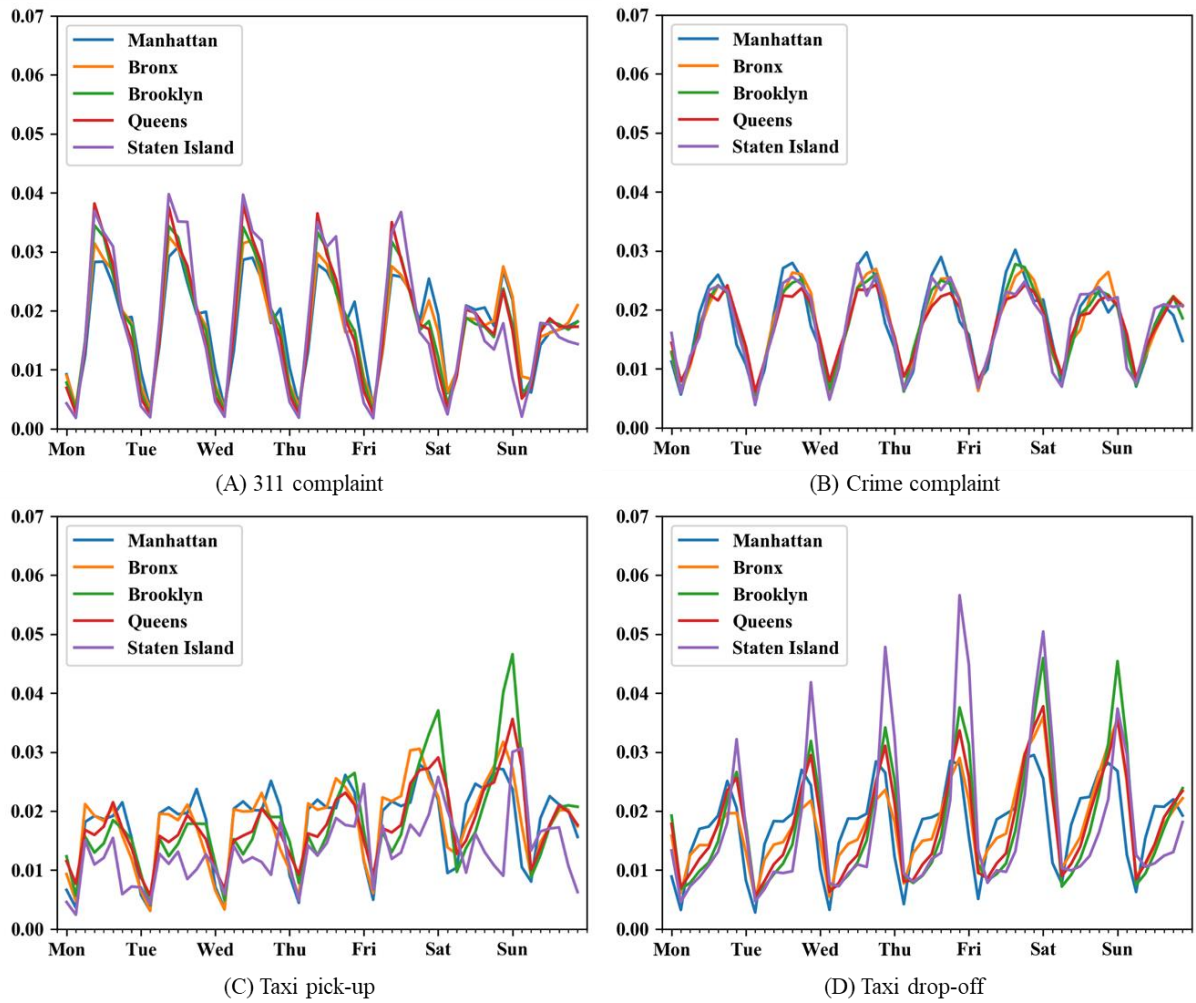 0.07
0.06
0.05
0.04
0.03
0.02
0.01
0.00
Manhattan
Bronx
Brooklyn
Queens
Staten Island
Mon Tue Wed Thu Fri Sat Sun
(A) 311 complaint
0.07
0.06
0.05
0.04
0.03
0.02
0.01
0.00
Manhattan
Bronx
Brooklyn
Queens
Staten Island
Mon Tue Wed Thu Fri Sat Sun
(B) Crime complaint
0.07
0.06
0.05
0.04
0.03
0.02
0.01
0.00
Manhattan
Bronx
Brooklyn
Queens
Staten Island
Mon Tue Wed Thu Fri Sat Sun
(C) Taxi pick-up
0.07
0.06
0.05
0.04
0.03
0.02
0.01
0.00
Manhattan
Bronx
Brooklyn
Queens
Staten Island
Mon Tue Wed Thu Fri Sat Sun
(D) Taxi drop-off